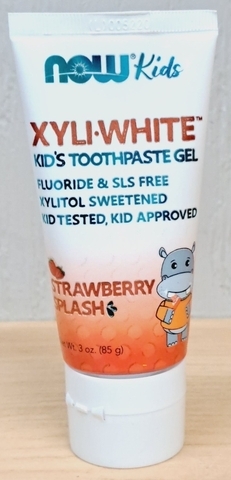 NOW Kids
XYLI·WHITE™
KID'S TOOTHPASTE GEL
FLUORIDE & SLS FREE
XYLITOL SWEETENED
KID TESTED, KID APPROVED
STRAWBERRY
SPLASH
Net Wt. 3 oz. (85 g)